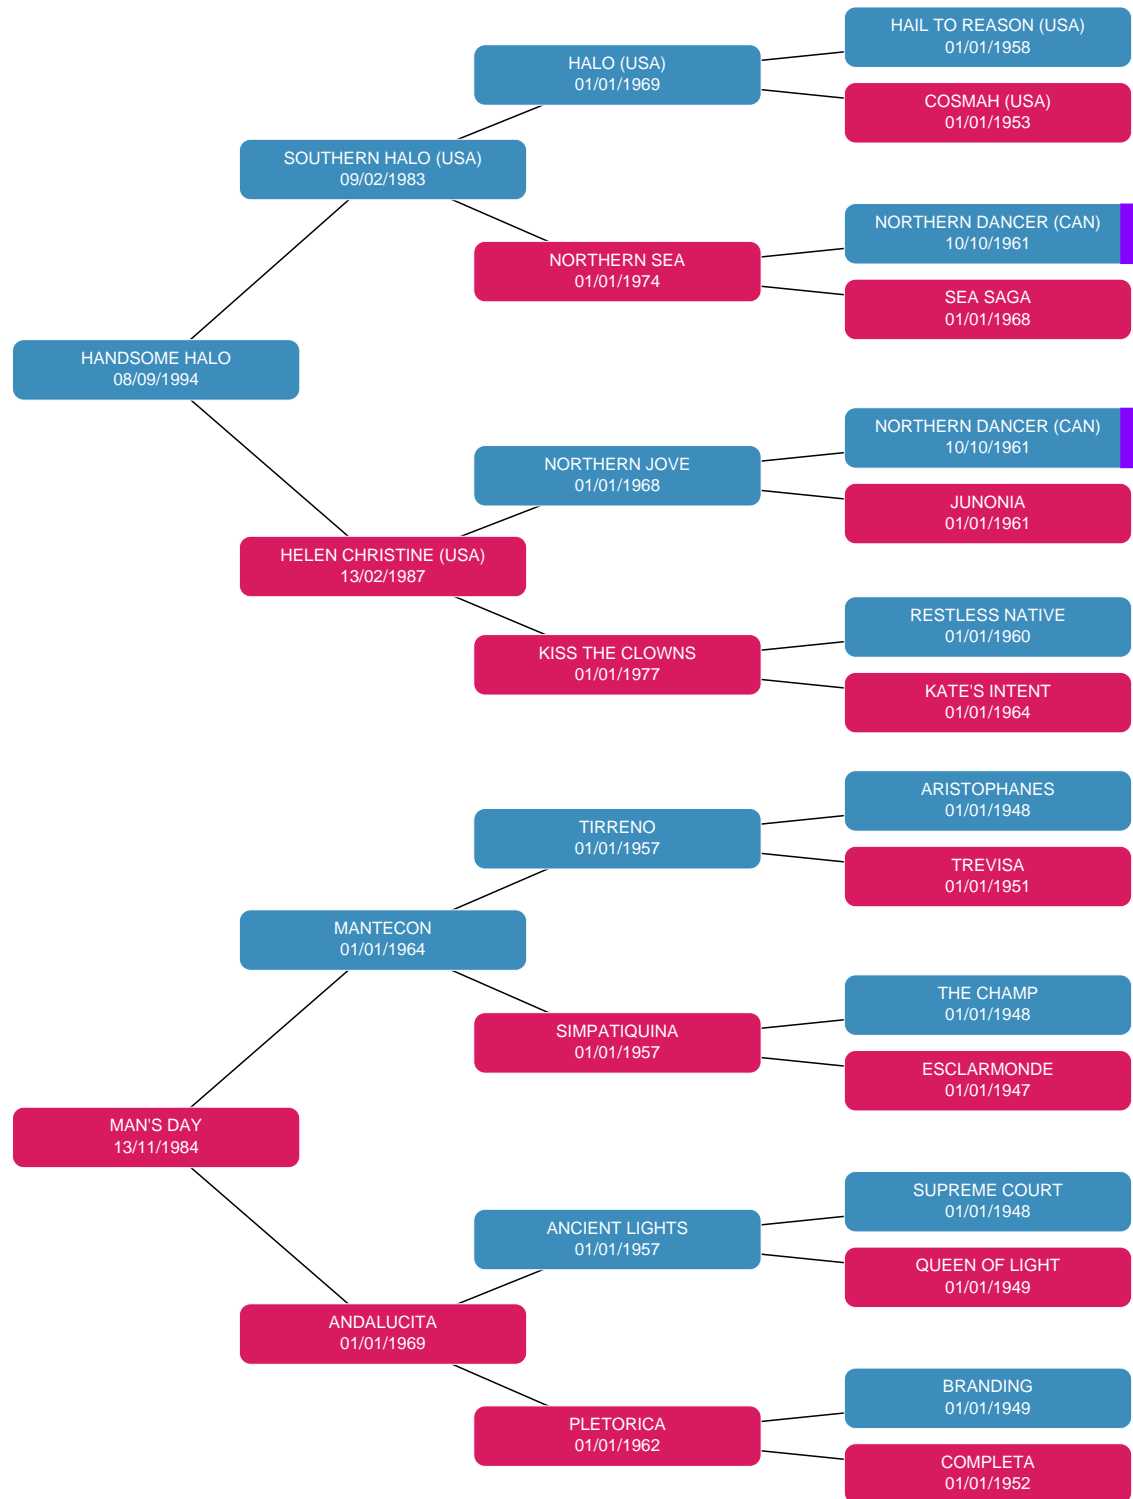 HAIL TO REASON (USA)
01/01/1958
HALO (USA)
01/01/1969
COSMAH (USA)
01/01/1953
SOUTHERN HALO (USA)
09/02/1983
NORTHERN DANCER (CAN)
10/10/1961
NORTHERN SEA
01/01/1974
SEA SAGA
01/01/1968
HANDSOME HALO
08/09/1994
NORTHERN DANCER (CAN)
10/10/1961
NORTHERN JOVE
01/01/1968
JUNONIA
01/01/1961
HELEN CHRISTINE (USA)
13/02/1987
RESTLESS NATIVE
01/01/1960
KISS THE CLOWNS
01/01/1977
KATE'S INTENT
01/01/1964
ARISTOPHANES
01/01/1948
TIRRENO
01/01/1957
TREVISA
01/01/1951
MANTECON
01/01/1964
THE CHAMP
01/01/1948
SIMPATIQUINA
01/01/1957
ESCLARMONDE
01/01/1947
MAN'S DAY
13/11/1984
SUPREME COURT
01/01/1948
ANCIENT LIGHTS
01/01/1957
QUEEN OF LIGHT
01/01/1949
ANDALUCITA
01/01/1969
BRANDING
01/01/1949
PLETORICA
01/01/1962
COMPLETA
01/01/1952